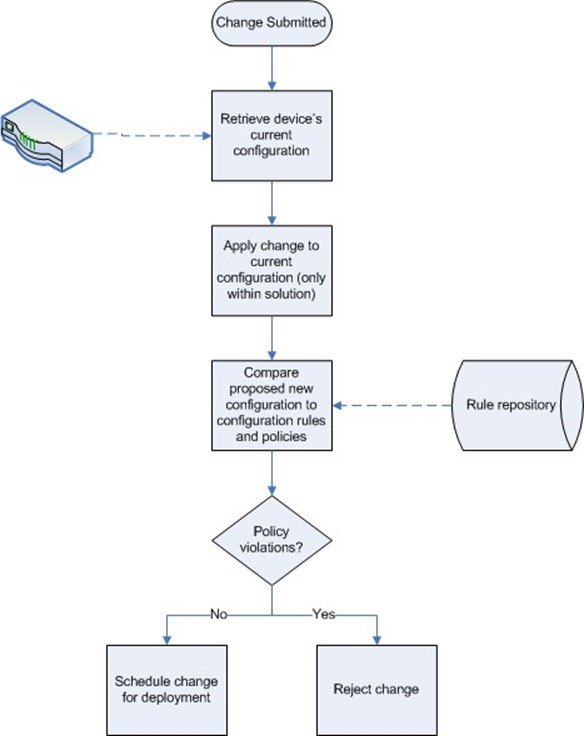 Change Submitted
Retrieve device's
current
configuration
Apply change to
current
configuration (only
within solution)
Compare
proposed new
configuration to
configuration rules
and policies
Rule repository
Policy
violations?
No
Yes
Schedule change
for deployment
Reject change